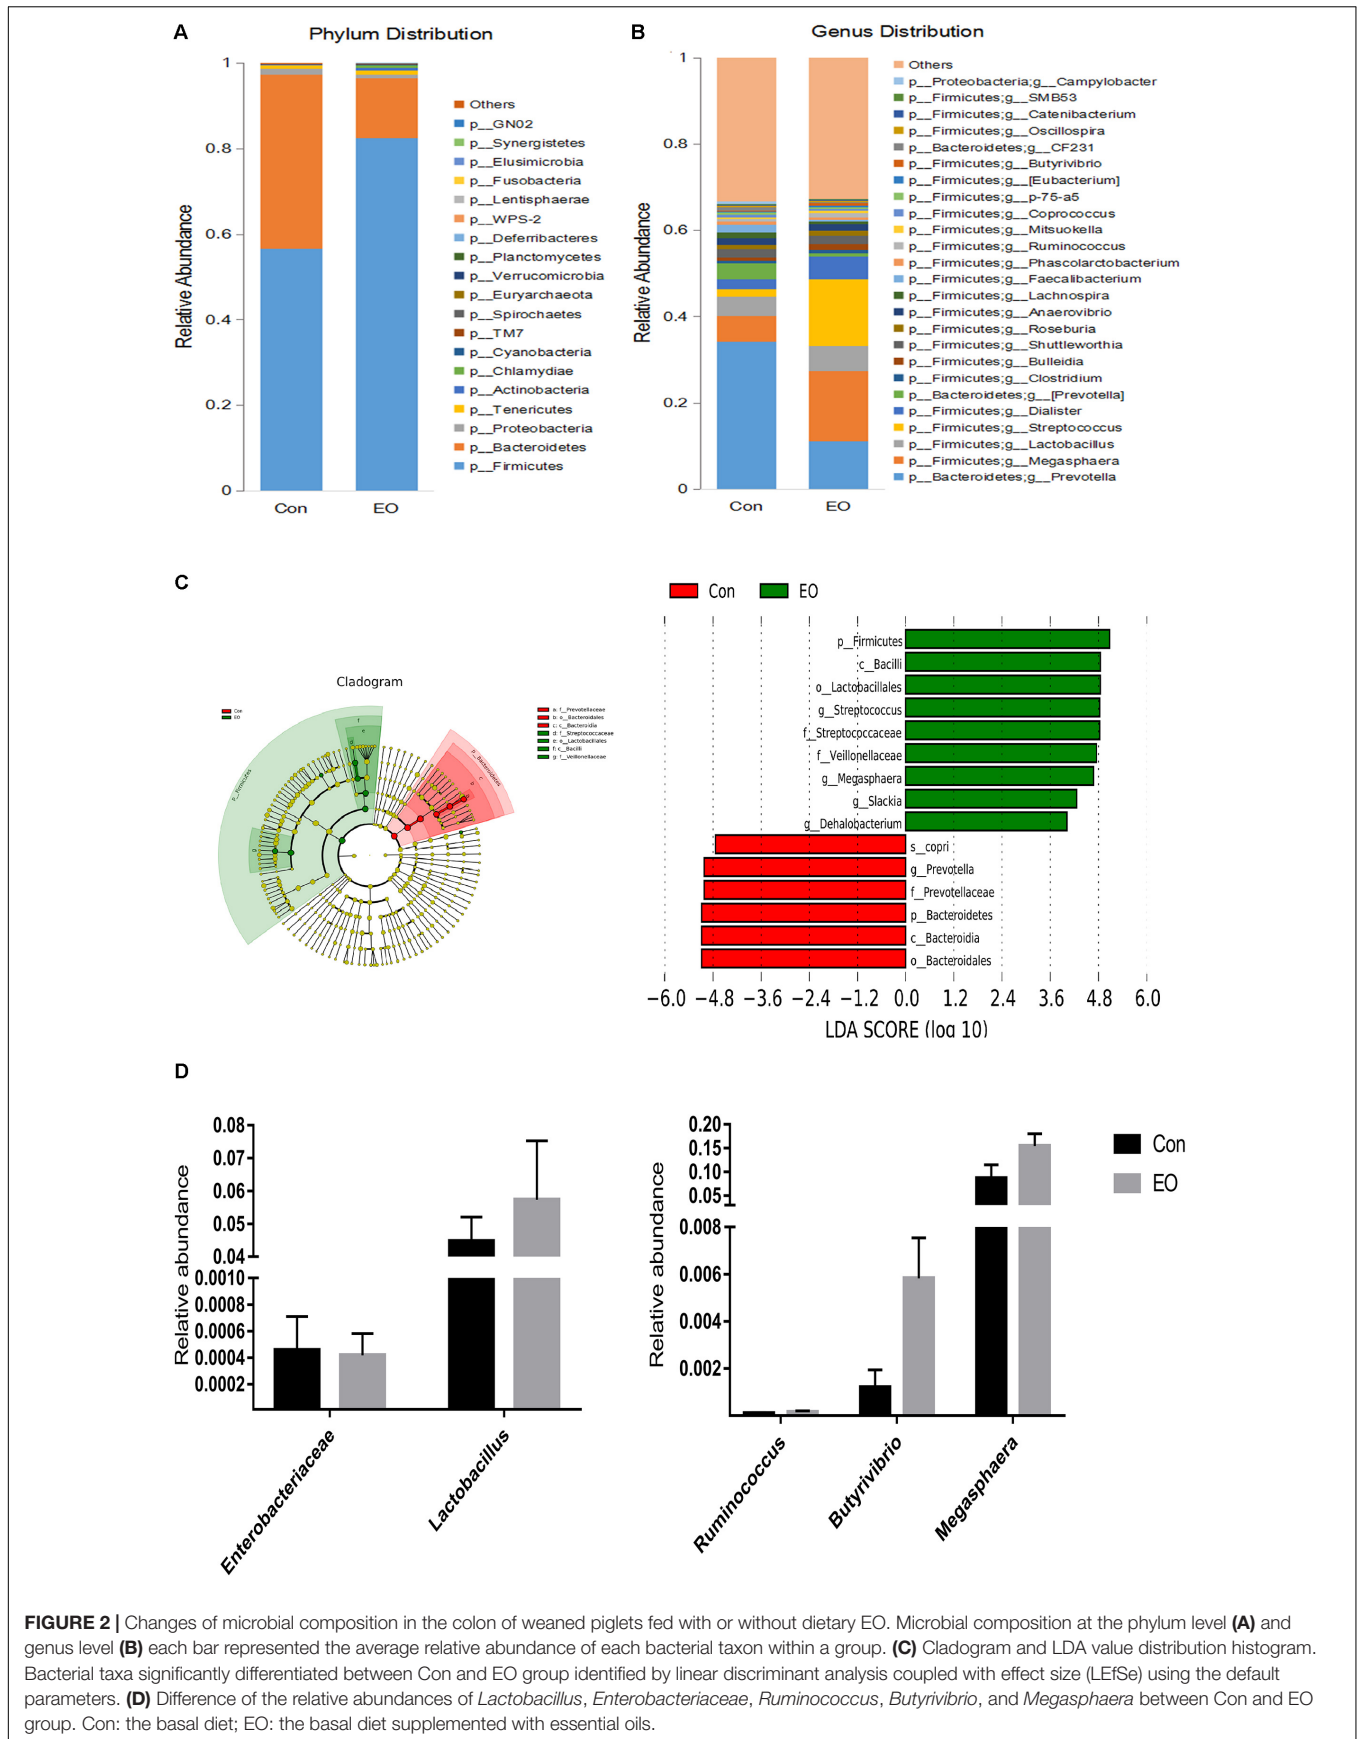 A
Phylum Distribution
1
0.8
0.6
0.4
0.2
0
Relative Abundance
Con
EO
Others
p__GN02
p__Synergistetes
p__Elusimicrobia
p__Fusobacteria
p__Lentisphaerae
p__WPS-2
p__Deferribacteres
p__Planctomycetes
p__Verrucomicrobia
p__Euryarchaeota
p__Spirochaetes
p__TM7
p__Cyanobacteria
p__Chlamydiae
p__Actinobacteria
p__Tenericutes
p__Proteobacteria
p__Bacteroidetes
p__Firmicutes
B
Genus Distribution
1
0.8
0.6
0.4
0.2
0
Relative Abundance
Con
EO
Others
p__Proteobacteria;g__Campylobacter
p__Firmicutes;g__SMB53
p__Firmicutes;g__Catenibacterium
p__Firmicutes;g__Oscillospira
p__Bacteroidetes;g__CF231
p__Firmicutes;g__Butyrivibrio
p__Firmicutes;g__[Eubacterium]
p__Firmicutes;g__p-75-a5
p__Firmicutes;g__Coprococcus
p__Firmicutes;g__Mitsuokella
p__Firmicutes;g__Ruminococcus
p__Firmicutes;g__Phascolarctobacterium
p__Firmicutes;g__Faecalibacterium
p__Firmicutes;g__Lachnospira
p__Firmicutes;g__Anaerovibrio
p__Firmicutes;g__Roseburia
p__Firmicutes;g__Shuttleworthia
p__Firmicutes;g__Bulleidia
p__Firmicutes;g__Clostridium
p__Bacteroidetes;g__[Prevotella]
p__Firmicutes;g__Dialister
p__Firmicutes;g__Streptococcus
p__Firmicutes;g__Lactobacillus
p__Firmicutes;g__Megasphaera
p__Bacteroidetes;g__Prevotella
C
Cladogram
Con
EO
p__Firmicutes
f
e
d
g
p__Bacteroidetes
c
b
a: f__Prevotellaceae
b: o__Bacteroidales
c: c__Bacteroidia
d: f__Streptococcaceae
e: o__Lactobacillales
f: c__Bacilli
g: f__Veillonellaceae
Con
EO
p__Firmicutes
c__Bacilli
o__Lactobacillales
g__Streptococcus
f__Streptococcaceae
f__Veillonellaceae
g__Megasphaera
g__Slackia
g__Dehalobacterium
s__copri
g__Prevotella
f__Prevotellaceae
p__Bacteroidetes
c__Bacteroidia
o__Bacteroidales
−6.0 −4.8 −3.6 −2.4 −1.2 0.0 1.2 2.4 3.6 4.8 6.0
LDA SCORE (log 10)
D
0.08
0.07
0.06
0.05
0.04
0.0010
0.0008
0.0006
0.0004
0.0002
Relative abundance
Enterobacteriaceae
Lactobacillus
0.20
0.15
0.10
0.05
0.008
0.006
0.004
0.002
Relative abundance
Ruminococcus
Butyrivibrio
Megasphaera
Con
EO
FIGURE 2 | Changes of microbial composition in the colon of weaned piglets fed with or without dietary EO. Microbial composition at the phylum level (A) and
genus level (B) each bar represented the average relative abundance of each bacterial taxon within a group. (C) Cladogram and LDA value distribution histogram.
Bacterial taxa significantly differentiated between Con and EO group identified by linear discriminant analysis coupled with effect size (LEfSe) using the default
parameters. (D) Difference of the relative abundances of Lactobacillus, Enterobacteriaceae, Ruminococcus, Butyrivibrio, and Megasphaera between Con and EO
group. Con: the basal diet; EO: the basal diet supplemented with essential oils.